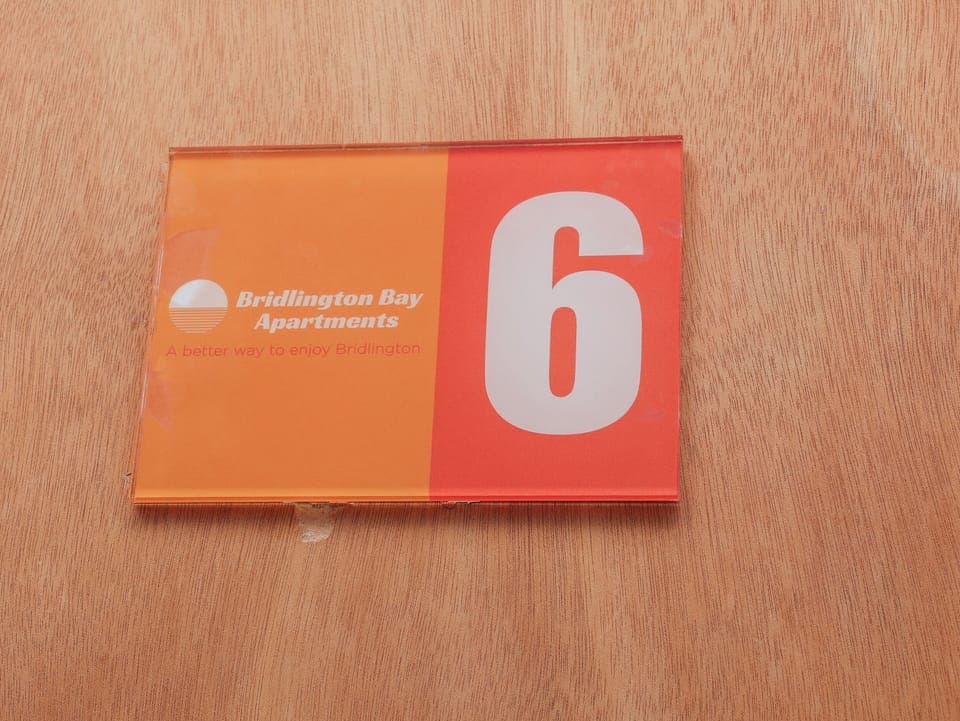 Bridlington Bay
Apartments
A better way to enjoy Bridlington
6